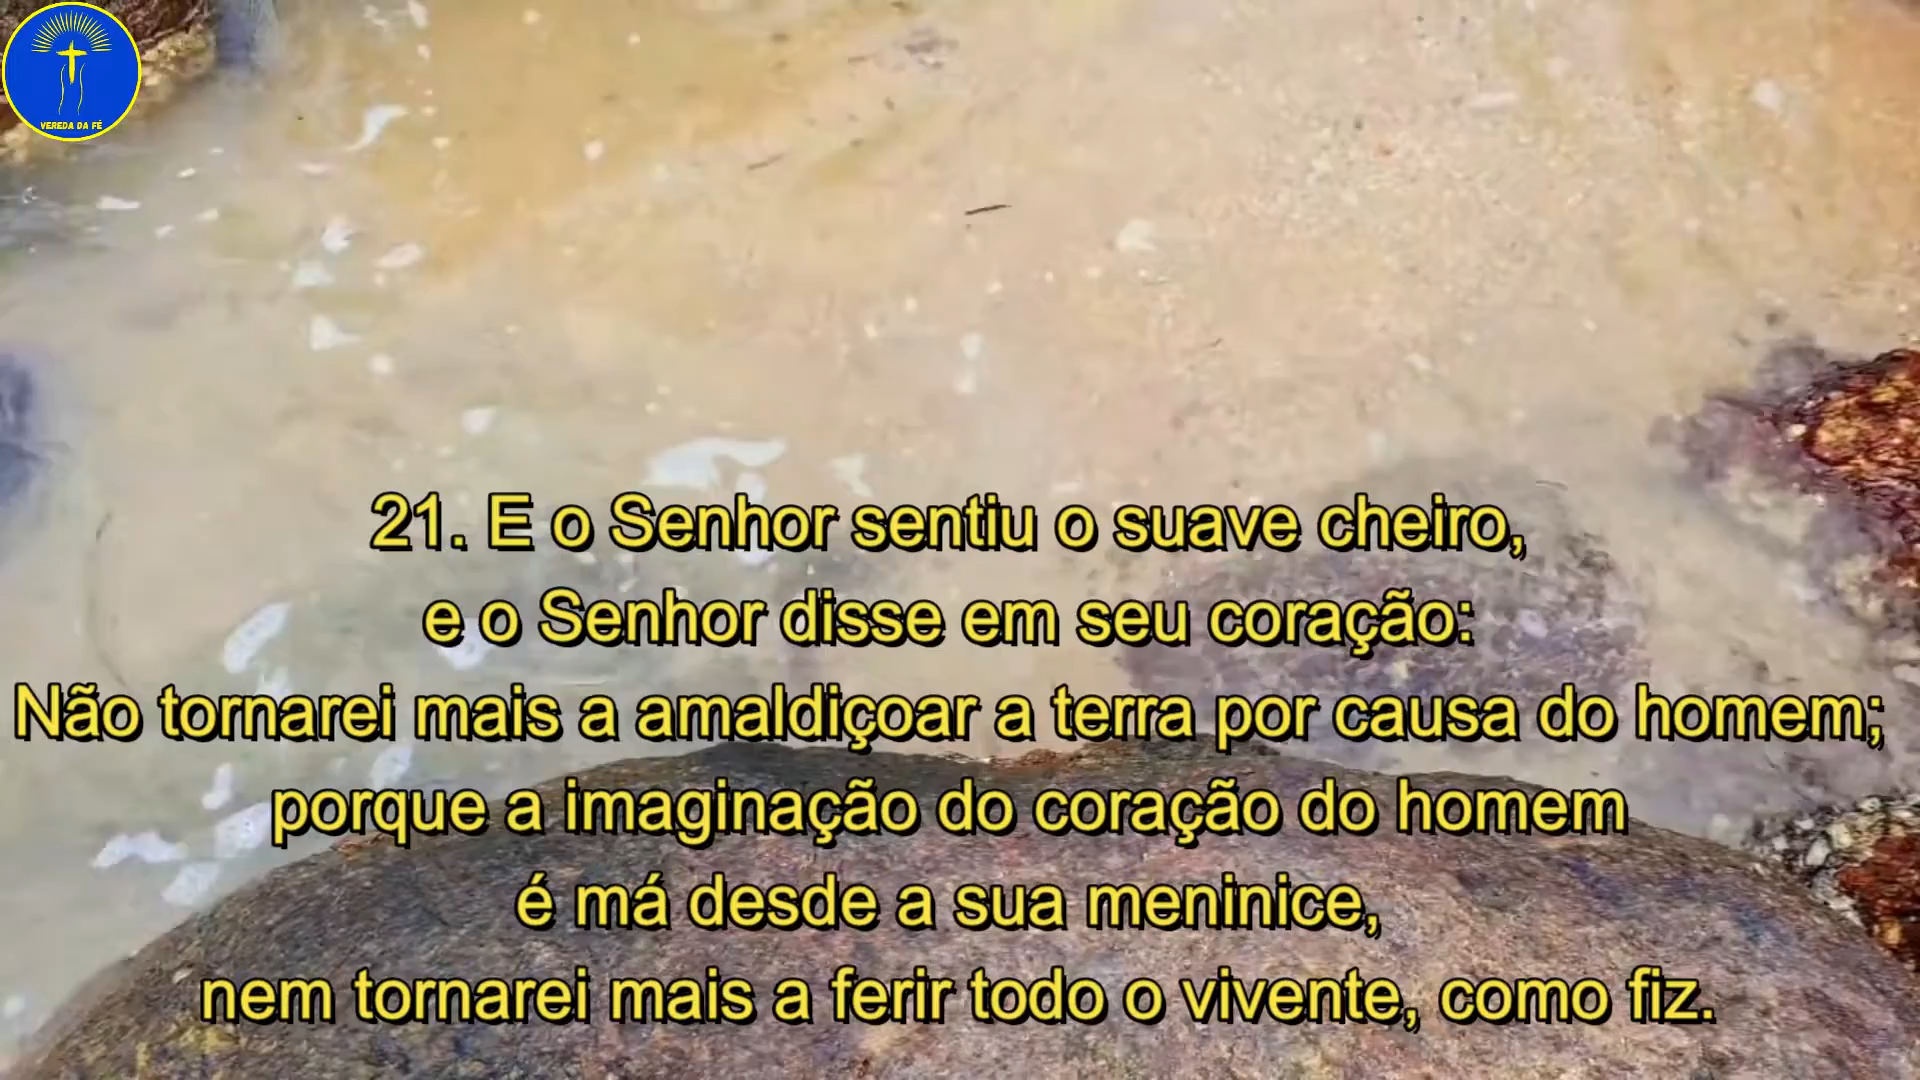 VEREDA DA FÉ
21. E o Senhor sentiu o suave cheiro,
e o Senhor disse em seu coração:
Não tornarei mais a amaldiçoar a terra por causa do homem;
porque a imaginação do coração do homem
é má desde a sua meninice,
nem tornarei mais a ferir todo o vivente, como fiz.